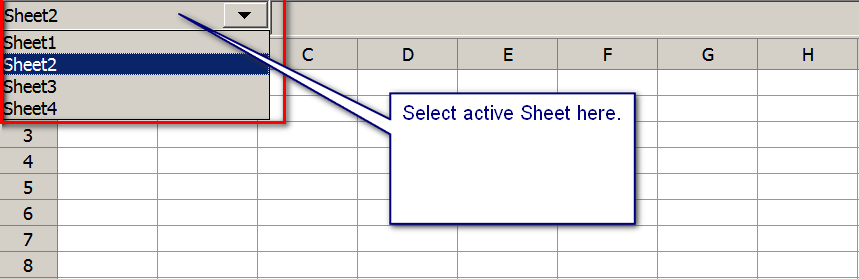 Sheet2
Sheet1
Sheet2
Sheet3
Sheet4
C D E F G H
Select active Sheet here.
3
4
5
6
7
8